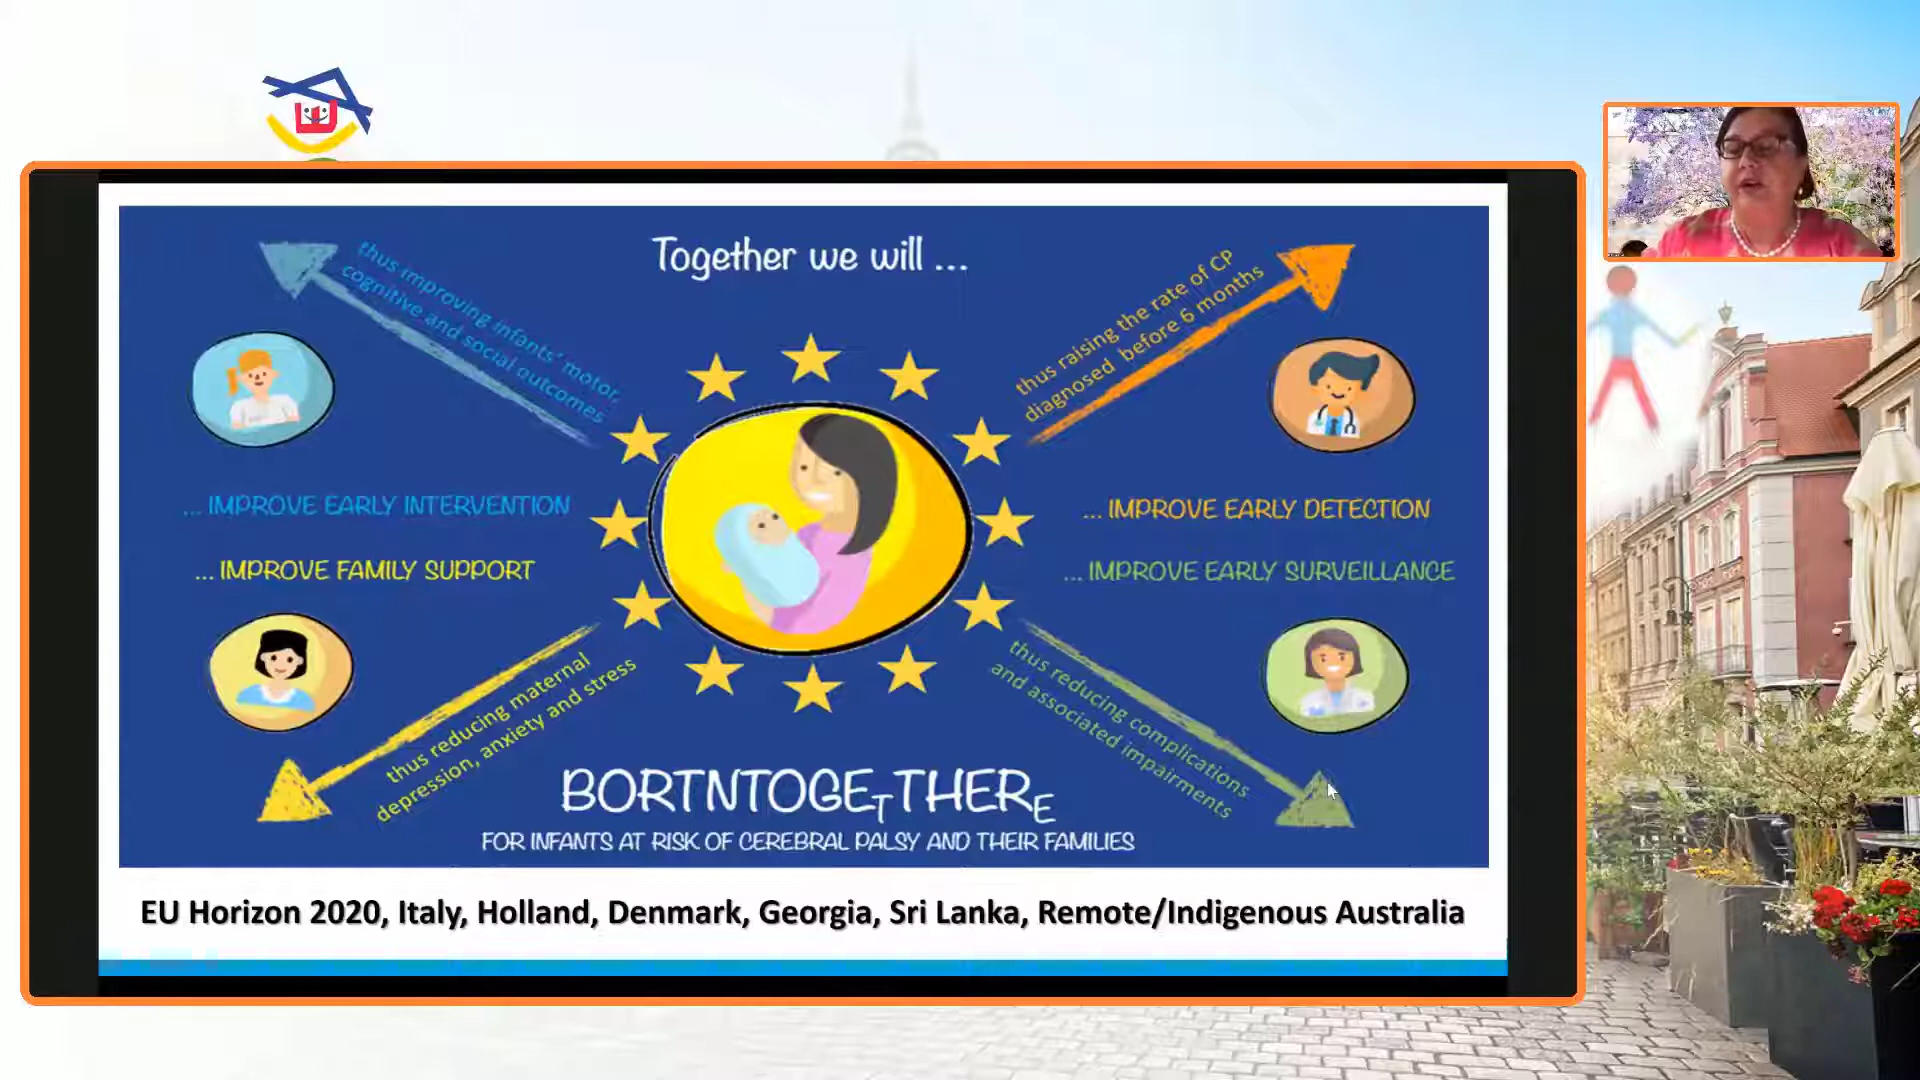 Together we will ...
thus improving infants' motor,
cognitive and social outcomes
thus raising the rate of CP
diagnosed before 6 months
... IMPROVE EARLY INTERVENTION
... IMPROVE EARLY DETECTION
... IMPROVE FAMILY SUPPORT
... IMPROVE EARLY SURVEILLANCE
thus reducing maternal
depression, anxiety and stress
thus reducing complications
and associated impairments
BORTNTOGETTHERE
FOR INFANTS AT RISK OF CEREBRAL PALSY AND THEIR FAMILIES
EU Horizon 2020, Italy, Holland, Denmark, Georgia, Sri Lanka, Remote/Indigenous Australia